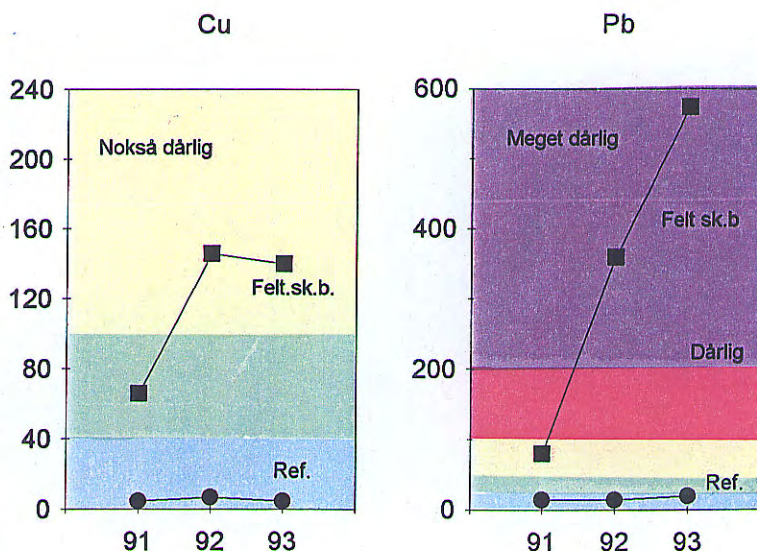 Cu
240
220
160
120
80
40
0
Nokså dårlig
Felt.sk.b.
Ref.
91 92 93
Pb
600
400
200
0
Meget dårlig
Felt sk.b
Dårlig
Ref.
91 92 93